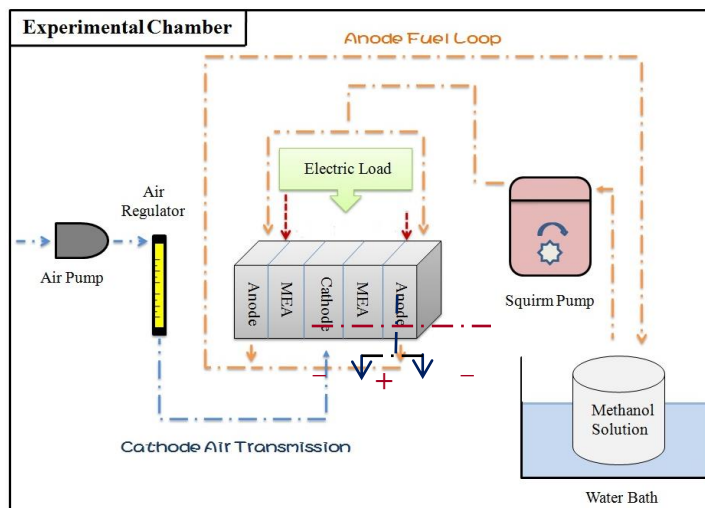 Experimental Chamber
Anode Fuel Loop
Electric Load
Air
Regulator
Air Pump
Anode
MEA
Cathode
MEA
Anode
Squirm Pump
− + −
Methanol
Solution
Cathode Air Transmission
Water Bath